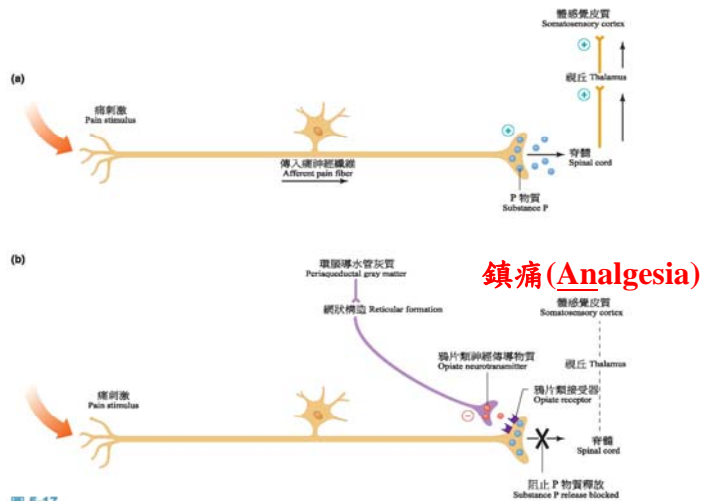 體感覺皮質
Somatosensory cortex
(a)
視丘 Thalamus
痛刺激
Pain stimulus
傳入痛神經纖維
Afferent pain fiber
脊髓
Spinal cord
P 物質
Substance P
(b)
環腦導水管灰質
Periaqueductal gray matter
鎮痛(Analgesia)
體感覺皮質
Somatosensory cortex
網狀構造 Reticular formation
鴉片類神經傳導物質
Opiate neurotransmitter
視丘 Thalamus
鴉片類接受器
Opiate receptor
痛刺激
Pain stimulus
脊髓
Spinal cord
阻止 P 物質釋放
Substance P release blocked
圖 5-17